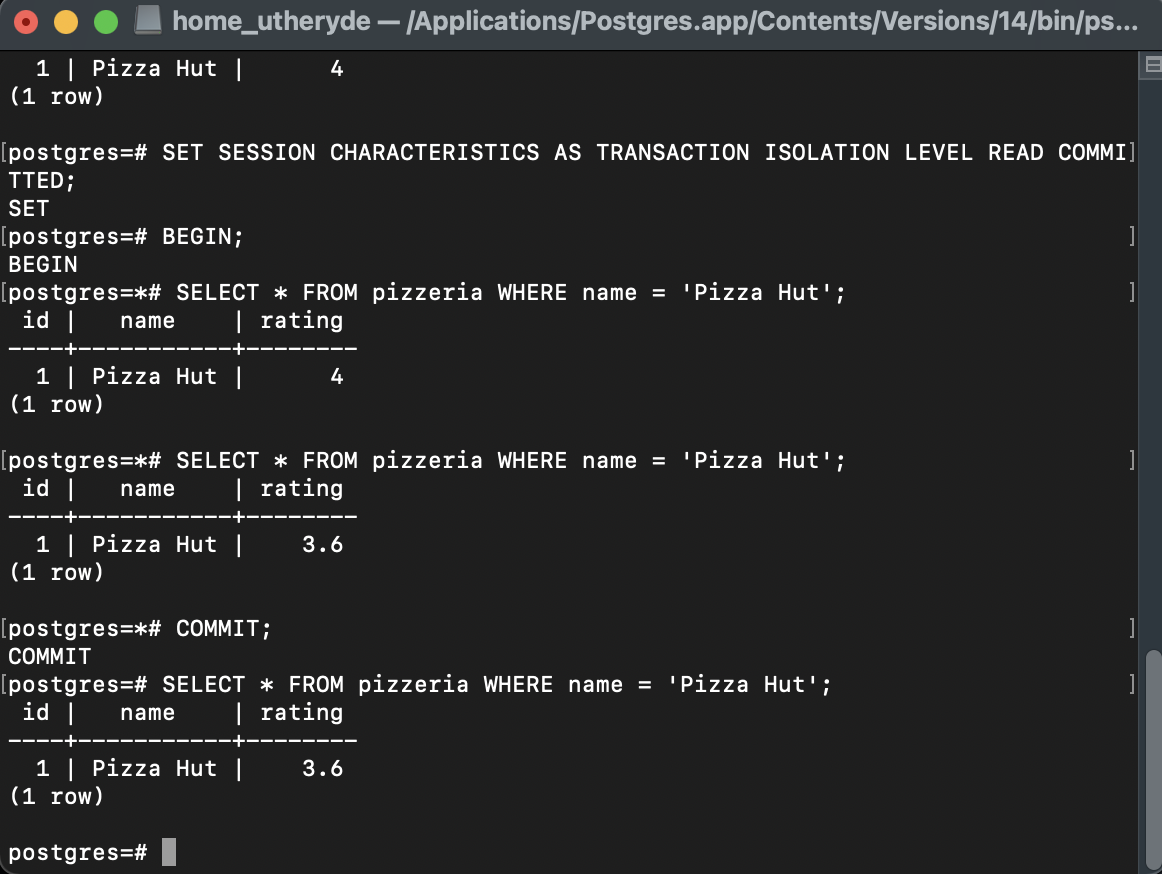 home_utheryde — /Applications/Postgres.app/Contents/Versions/14/bin/ps...
  1 | Pizza Hut |      4
(1 row)
[postgres=# SET SESSION CHARACTERISTICS AS TRANSACTION ISOLATION LEVEL READ COMMI]
TTED;
SET
[postgres=# BEGIN; ]
BEGIN
[postgres=*# SELECT * FROM pizzeria WHERE name = 'Pizza Hut'; ]
 id |   name    | rating
----+-----------+--------
  1 | Pizza Hut |      4
(1 row)
[postgres=*# SELECT * FROM pizzeria WHERE name = 'Pizza Hut'; ]
 id |   name    | rating
----+-----------+--------
  1 | Pizza Hut |    3.6
(1 row)
[postgres=*# COMMIT; ]
COMMIT
[postgres=# SELECT * FROM pizzeria WHERE name = 'Pizza Hut'; ]
 id |   name    | rating
----+-----------+--------
  1 | Pizza Hut |    3.6
(1 row)
postgres=#